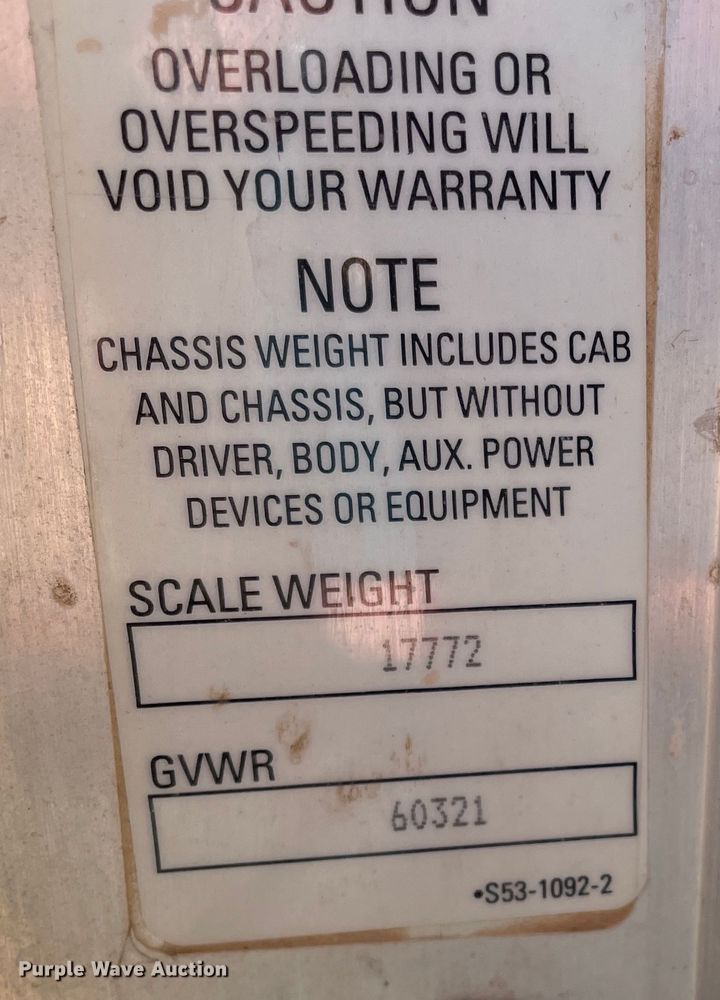 CAUTION
OVERLOADING OR
OVERSPEEDING WILL
VOID YOUR WARRANTY
NOTE
CHASSIS WEIGHT INCLUDES CAB
AND CHASSIS, BUT WITHOUT
DRIVER, BODY, AUX. POWER
DEVICES OR EQUIPMENT
SCALE WEIGHT
17772
GVWR
60321
•S53-1092-2
Purple Wave Auction